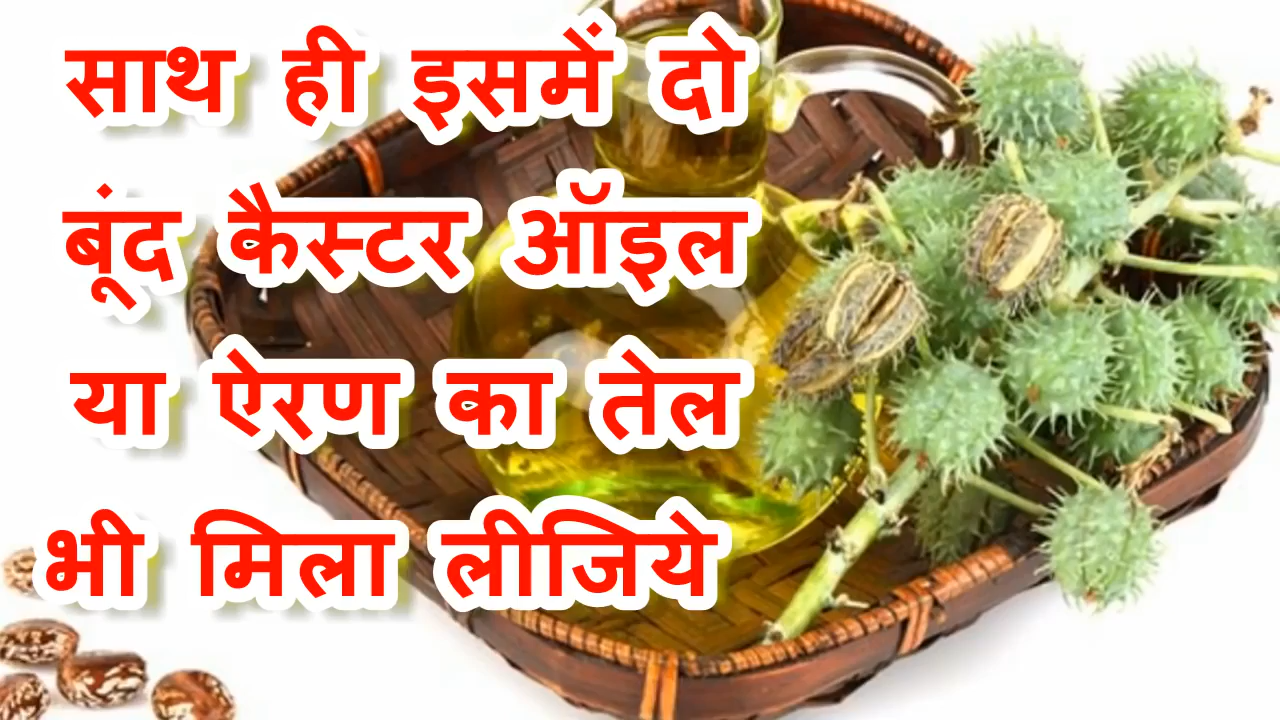 साथ ही इसमें दो
बूंद कैस्टर ऑइल
या ऐरण का तेल
भी मिला लीजिये